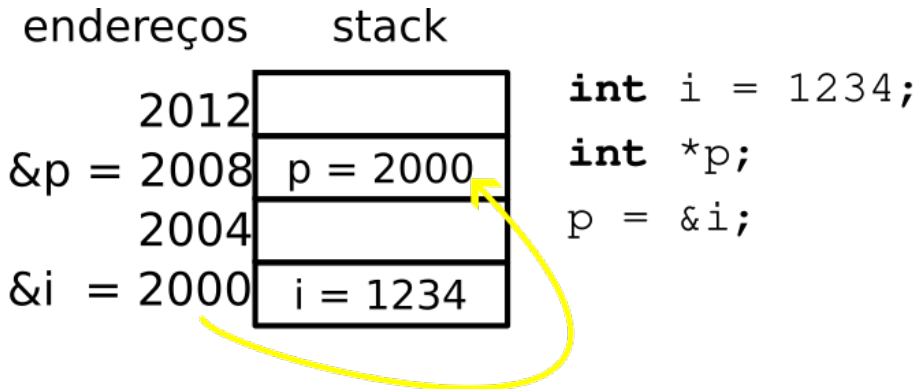 endereços stack
2012
&p = 2008 p = 2000
2004
&i = 2000 i = 1234
int i = 1234;
int *p;
p = &i;